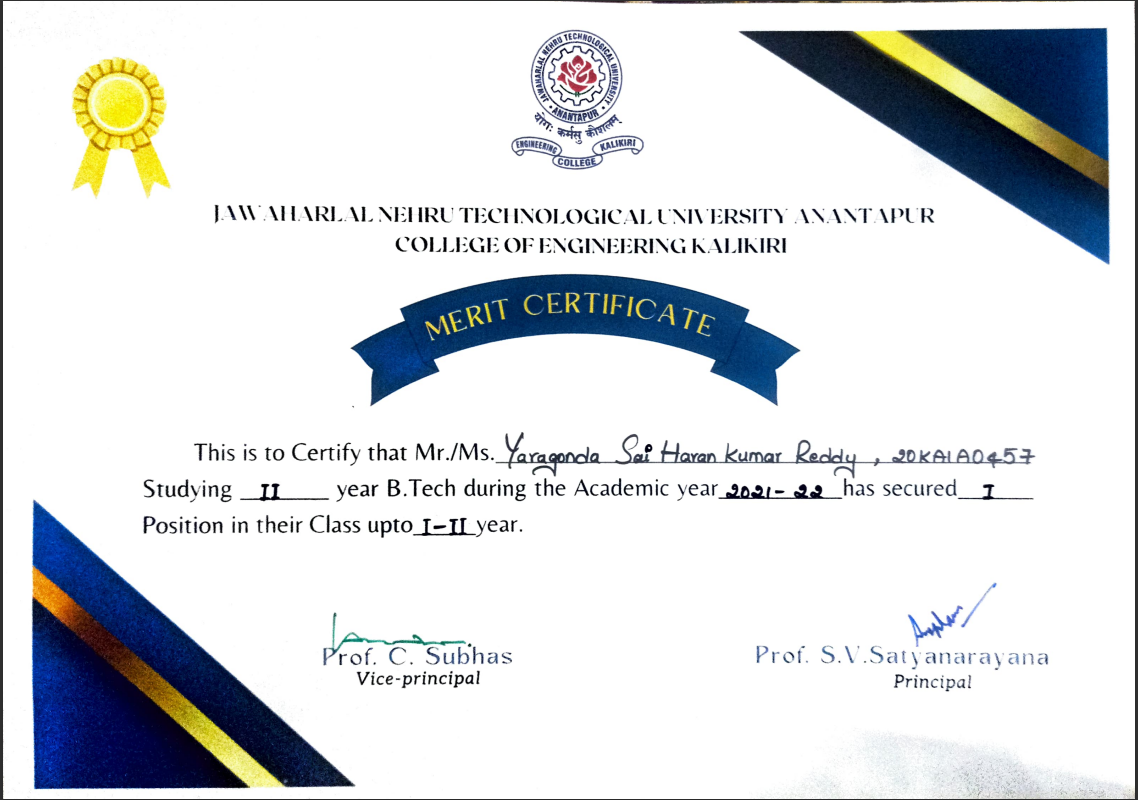 JAWAHARLAL NEHRU TECHNOLOGICAL UNIVERSITY
ANANTAPUR
योगः कर्मसु कौशलम्
ENGINEERING COLLEGE KALIKIRI
JAWAHARLAL NEHRU TECHNOLOGICAL UNIVERSITY ANANTAPUR
COLLEGE OF ENGINEERING KALIKIRI
MERIT CERTIFICATE
This is to Certify that Mr./Ms. Yaragonda Sai Haran Kumar Reddy, 20KA1A0457
Studying II year B.Tech during the Academic year 2021-22 has secured I
Position in their Class upto I-II year.
Prof. C. Subhas
Vice-principal
Prof. S.V.Satyanarayana
Principal